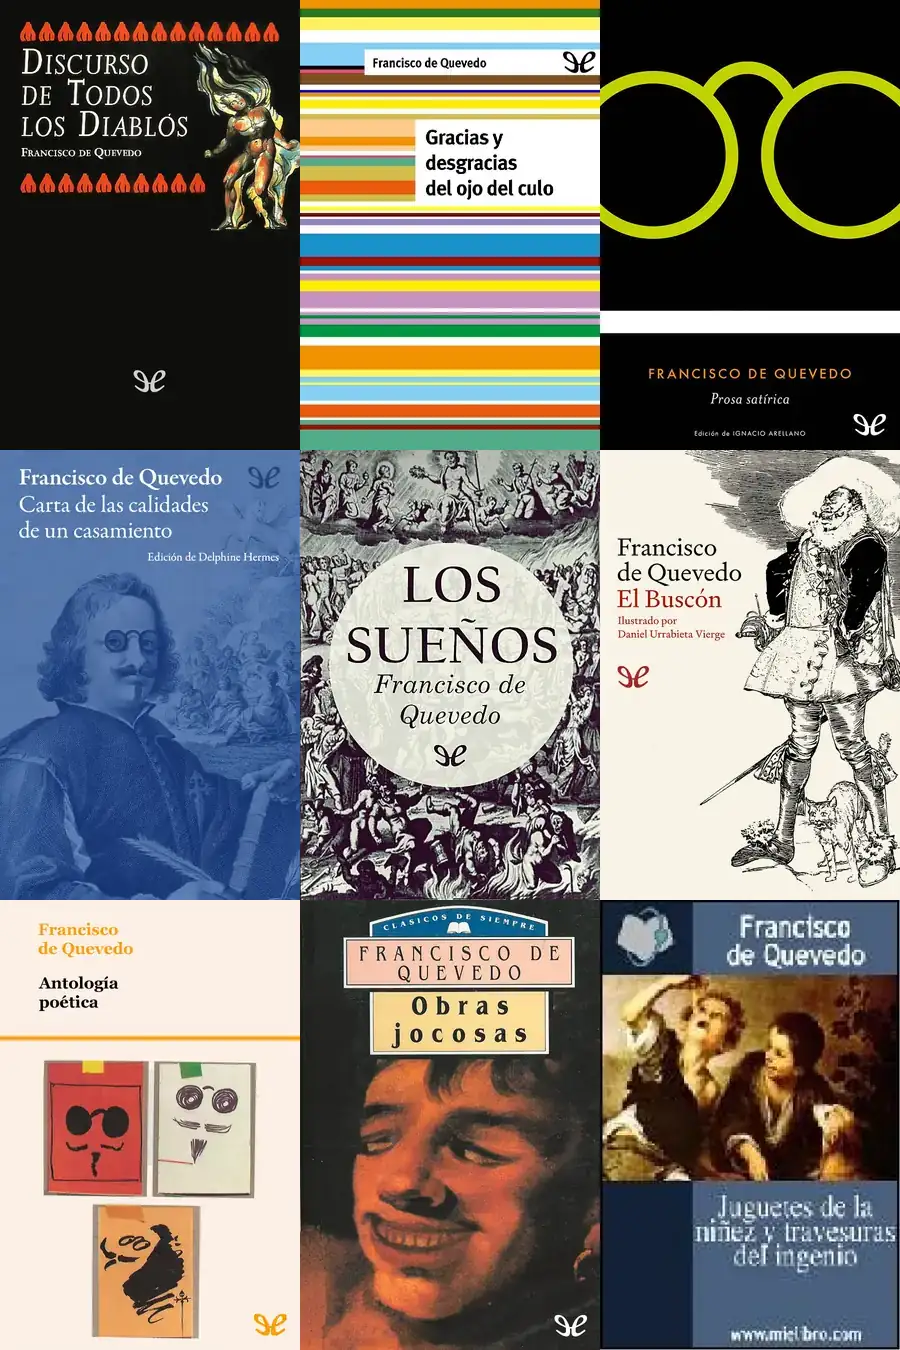 DISCURSO
DE TODOS
LOS DIABLOS
FRANCISCO DE QUEVEDO
Francisco de Quevedo
Gracias y
desgracias
del ojo del culo
FRANCISCO DE QUEVEDO
Prosa satírica
Edición de IGNACIO ARELLANO
Francisco de Quevedo
Carta de las calidades
de un casamiento
Edición de Delphine Hermes
LOS
SUEÑOS
Francisco de
Quevedo
Francisco
de Quevedo
El Buscón
Ilustrado por
Daniel Urrabieta Vierge
Francisco
de Quevedo
Antología
poética
CLASICOS DE SIEMPRE
FRANCISCO DE
QUEVEDO
Obras
jocosas
Francisco
de Quevedo
Juguetes de la
niñez y travesuras
del ingenio
www.mielibro.com